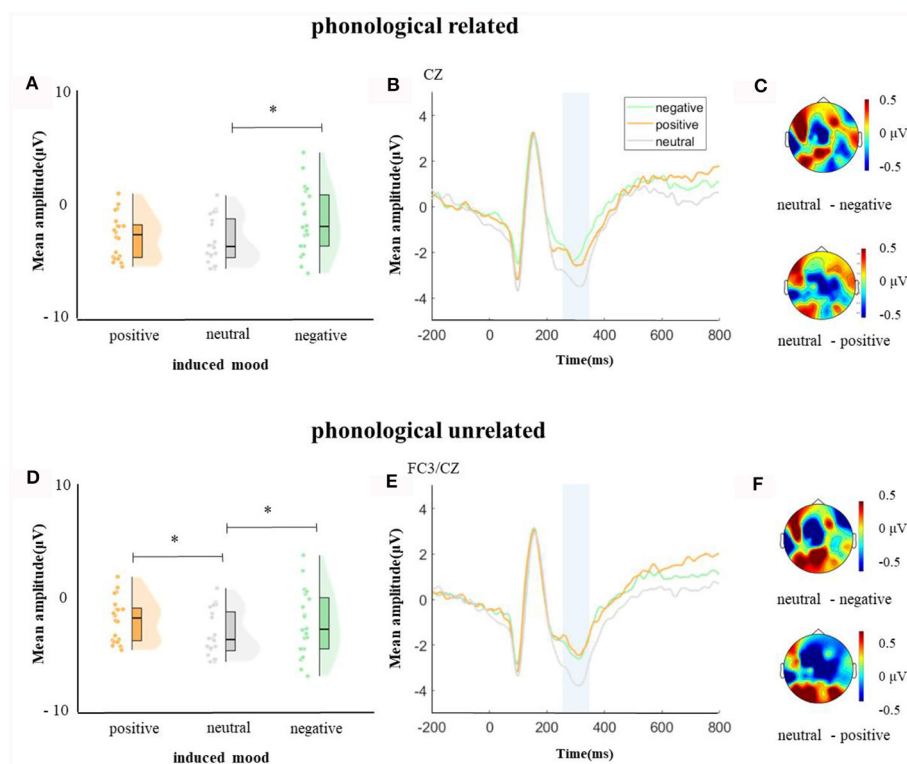 phonological related
A
10
0
- 10
Mean amplitude(µV)
*
positive
neutral
negative
induced mood
B
CZ
4
2
0
-2
-4
Mean amplitude(µV)
negative
positive
neutral
-200
0
200
400
600
800
Time(ms)
C
0.5
0 µV
-0.5
neutral - negative
0.5
0 µV
-0.5
neutral - positive
phonological unrelated
D
10
0
- 10
Mean amplitude(µV)
*
*
positive
neutral
negative
induced mood
E
FC3/CZ
4
2
0
-2
-4
Mean amplitude(µV)
-200
0
200
400
600
800
Time(ms)
F
0.5
0 µV
-0.5
neutral - negative
0.5
0 µV
-0.5
neutral - positive